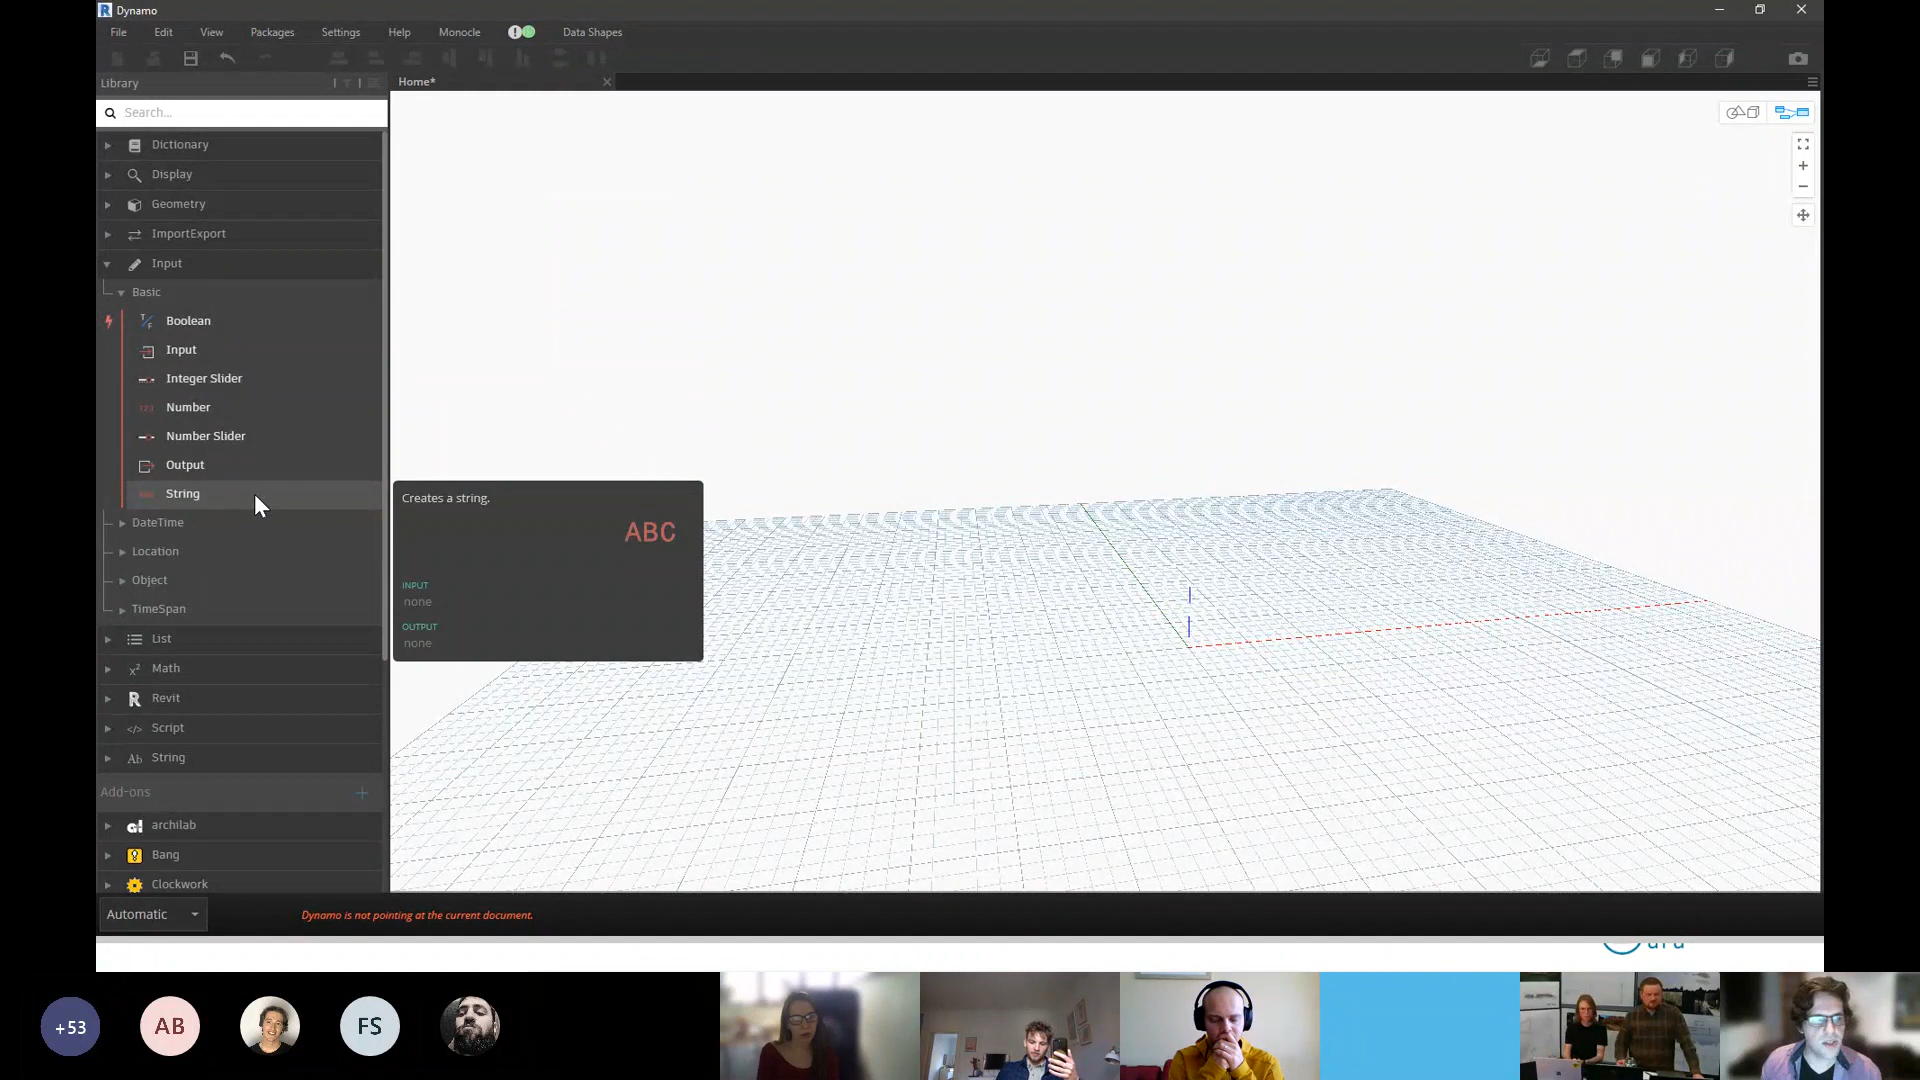 Dynamo
File Edit View Packages Settings Help Monocle Data Shapes
Library
Home*
Search...
Dictionary
Display
Geometry
ImportExport
Input
Basic
Boolean
Input
Integer Slider
Number
Number Slider
Output
String
DateTime
Location
Object
TimeSpan
List
Math
Revit
Script
String
Add-ons
archilab
Bang
Clockwork
Creates a string.
ABC
INPUT
none
OUTPUT
none
Automatic
Dynamo is not pointing at the current document.
+53 AB FS